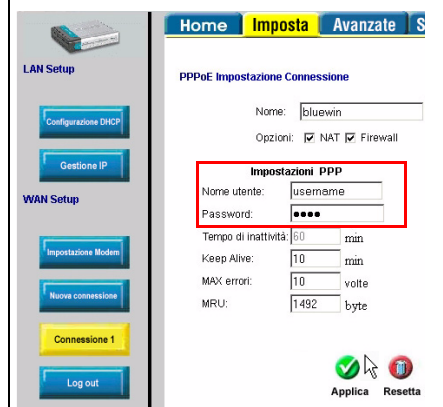 Home Imposta Avanzate S
LAN Setup
Configurazione DHCP
Gestione IP
WAN Setup
Impostazione Modem
Nuova connessione
Connessione 1
Log out
PPPoE Impostazione Connessione
Nome: bluewin
Opzioni: NAT Firewall
Impostazioni PPP
Nome utente: username
Password: ●●●●
Tempo di inattività: 60 min
Keep Alive: 10 min
MAX errori: 10 volte
MRU: 1492 byte
Applica Resetta